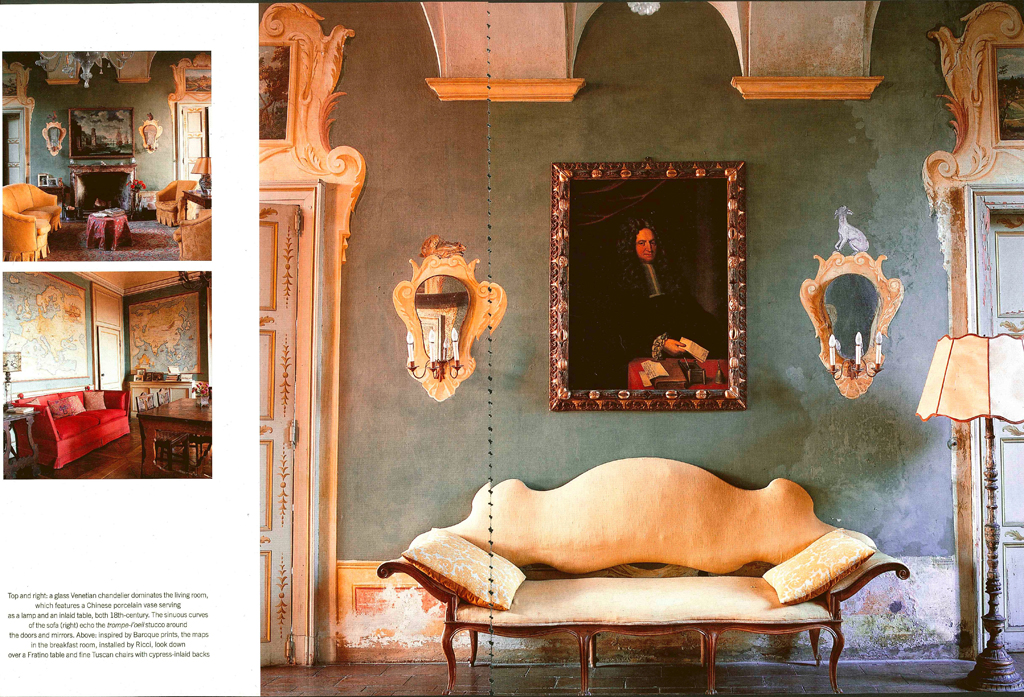 Top and right: a glass Venetian chandelier dominates the living room,
which features a Chinese porcelain vase serving
as a lamp and an inlaid table, both 18th-century. The sinuous curves
of the sofa (right) echo the trompe-l'oeil stucco around
the doors and mirrors. Above: inspired by Baroque prints, the maps
in the breakfast room, installed by Ricci, look down
over a Fratino table and fine Tuscan chairs with cypress-inlaid backs